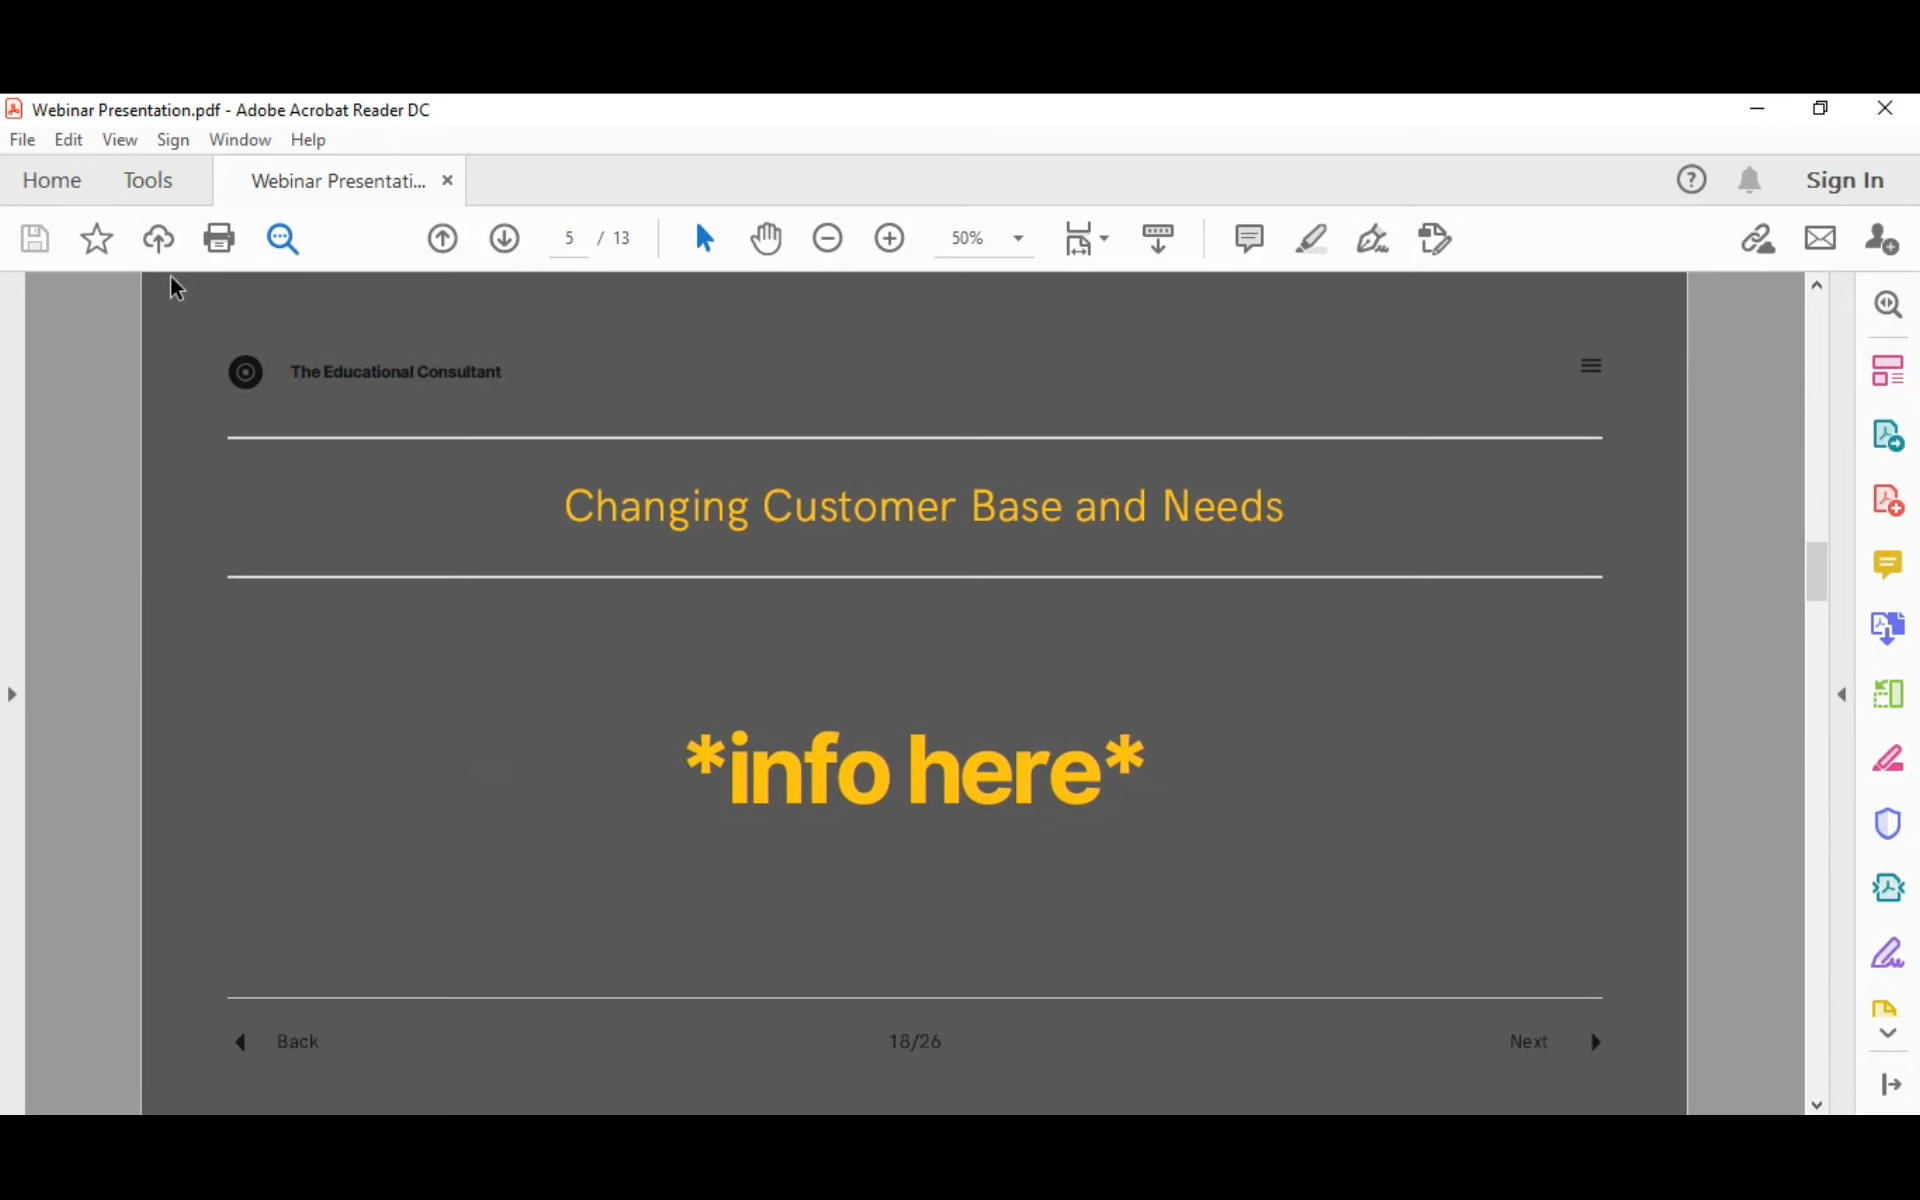 Webinar Presentation.pdf - Adobe Acrobat Reader DC
File Edit View Sign Window Help
Home Tools Webinar Presentati... × Sign In
5 / 13 50%
The Educational Consultant
Changing Customer Base and Needs
*info here*
Back 18/26 Next